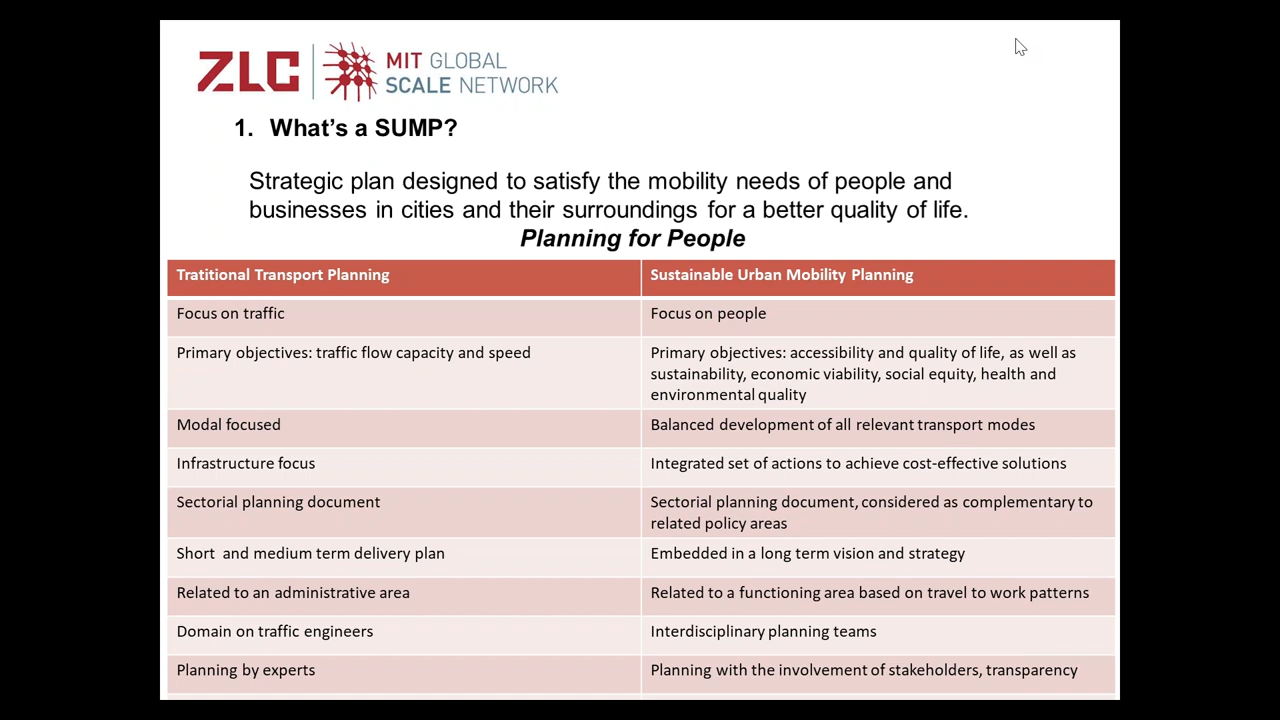 ZLC
MIT GLOBAL
SCALE NETWORK
1. What's a SUMP?
Strategic plan designed to satisfy the mobility needs of people and
businesses in cities and their surroundings for a better quality of life.
Planning for People
Tratitional Transport Planning
Sustainable Urban Mobility Planning
Focus on traffic
Focus on people
Primary objectives: traffic flow capacity and speed
Primary objectives: accessibility and quality of life, as well as
sustainability, economic viability, social equity, health and
environmental quality
Modal focused
Balanced development of all relevant transport modes
Infrastructure focus
Integrated set of actions to achieve cost-effective solutions
Sectorial planning document
Sectorial planning document, considered as complementary to
related policy areas
Short and medium term delivery plan
Embedded in a long term vision and strategy
Related to an administrative area
Related to a functioning area based on travel to work patterns
Domain on traffic engineers
Interdisciplinary planning teams
Planning by experts
Planning with the involvement of stakeholders, transparency